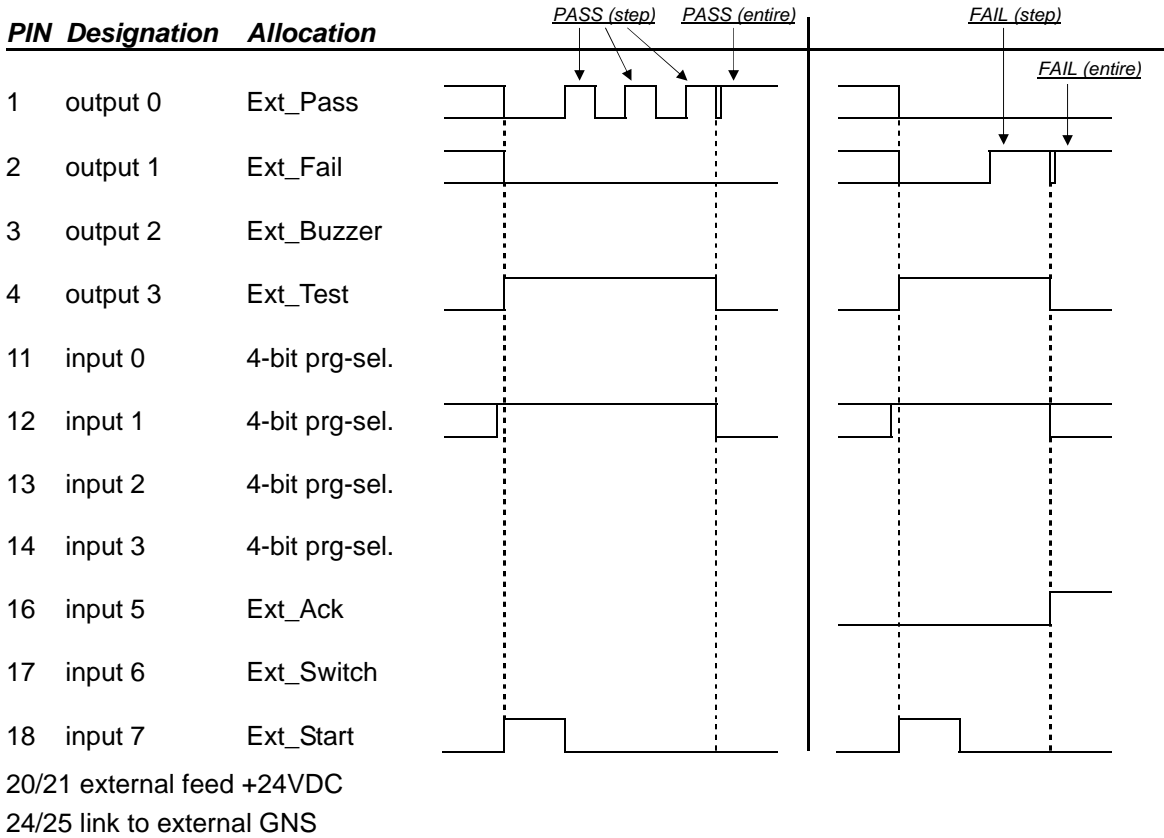 PASS (step) PASS (entire) FAIL (step)
PIN Designation Allocation
FAIL (entire)
1 output 0 Ext_Pass
2 output 1 Ext_Fail
3 output 2 Ext_Buzzer
4 output 3 Ext_Test
11 input 0 4-bit prg-sel.
12 input 1 4-bit prg-sel.
13 input 2 4-bit prg-sel.
14 input 3 4-bit prg-sel.
16 input 5 Ext_Ack
17 input 6 Ext_Switch
18 input 7 Ext_Start
20/21 external feed +24VDC
24/25 link to external GNS